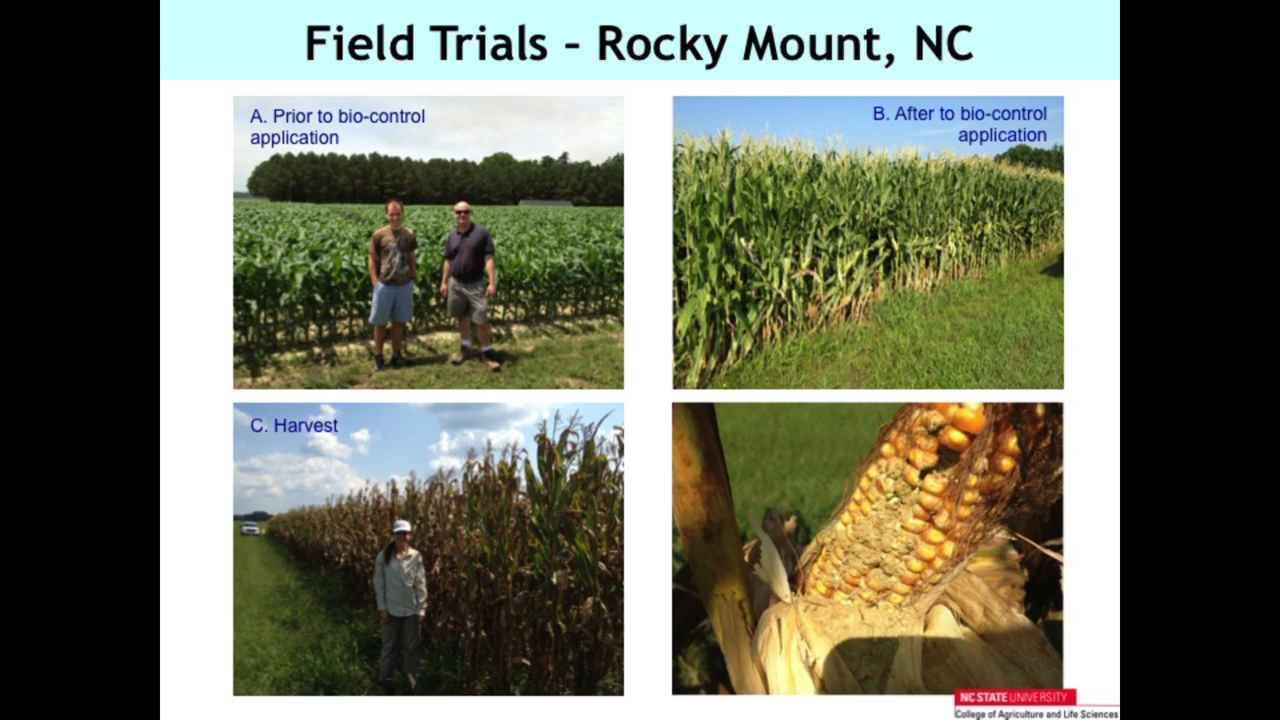 Field Trials – Rocky Mount, NC
A. Prior to bio-control
application
B. After to bio-control
application
C. Harvest
NC STATE UNIVERSITY
College of Agriculture and Life Sciences